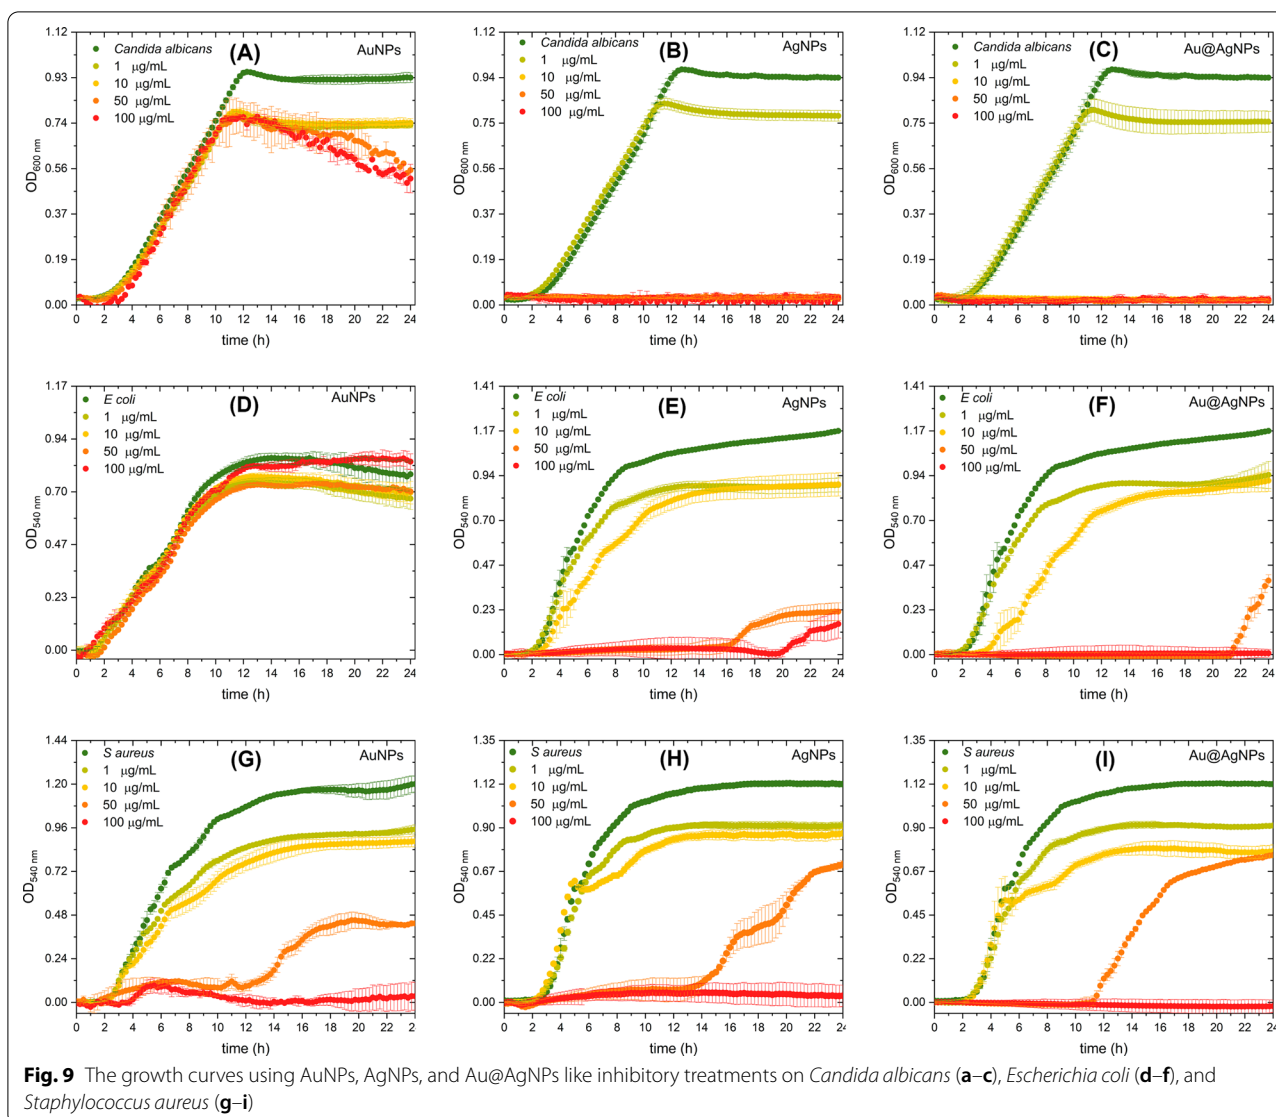 (A) AuNPs
Candida albicans
1 μg/mL
10 μg/mL
50 μg/mL
100 μg/mL
1.12
0.93
0.74
0.56
0.37
0.19
0.00
OD600 nm
0 2 4 6 8 10 12 14 16 18 20 22 24
time (h)
(B) AgNPs
Candida albicans
1 μg/mL
10 μg/mL
50 μg/mL
100 μg/mL
1.12
0.94
0.75
0.56
0.37
0.19
0.00
OD600 nm
0 2 4 6 8 10 12 14 16 18 20 22 24
time (h)
(C) Au@AgNPs
Candida albicans
1 μg/mL
10 μg/mL
50 μg/mL
100 μg/mL
1.12
0.94
0.75
0.56
0.37
0.19
0.00
OD600 nm
0 2 4 6 8 10 12 14 16 18 20 22 24
time (h)
(D) AuNPs
E coli
1 μg/mL
10 μg/mL
50 μg/mL
100 μg/mL
1.17
0.94
0.70
0.47
0.23
0.00
OD540 nm
0 2 4 6 8 10 12 14 16 18 20 22 24
time (h)
(E) AgNPs
E coli
1 μg/mL
10 μg/mL
50 μg/mL
100 μg/mL
1.41
1.17
0.94
0.70
0.47
0.23
0.00
OD540 nm
0 2 4 6 8 10 12 14 16 18 20 22 24
time (h)
(F) Au@AgNPs
E coli
1 μg/mL
10 μg/mL
50 μg/mL
100 μg/mL
1.41
1.17
0.94
0.70
0.47
0.23
0.00
OD540 nm
0 2 4 6 8 10 12 14 16 18 20 22 24
time (h)
(G) AuNPs
S aureus
1 μg/mL
10 μg/mL
50 μg/mL
100 μg/mL
1.44
1.20
0.96
0.72
0.48
0.24
0.00
OD540 nm
0 2 4 6 8 10 12 14 16 18 20 22 2
time (h)
(H) AgNPs
S aureus
1 μg/mL
10 μg/mL
50 μg/mL
100 μg/mL
1.35
1.12
0.90
0.67
0.45
0.22
0.00
OD540 nm
0 2 4 6 8 10 12 14 16 18 20 22 24
time (h)
(I) Au@AgNPs
S aureus
1 μg/mL
10 μg/mL
50 μg/mL
100 μg/mL
1.35
1.12
0.90
0.67
0.45
0.22
0.00
OD540 nm
0 2 4 6 8 10 12 14 16 18 20 22 24
time (h)
Fig. 9 The growth curves using AuNPs, AgNPs, and Au@AgNPs like inhibitory treatments on Candida albicans (a–c), Escherichia coli (d–f), and
Staphylococcus aureus (g–i)